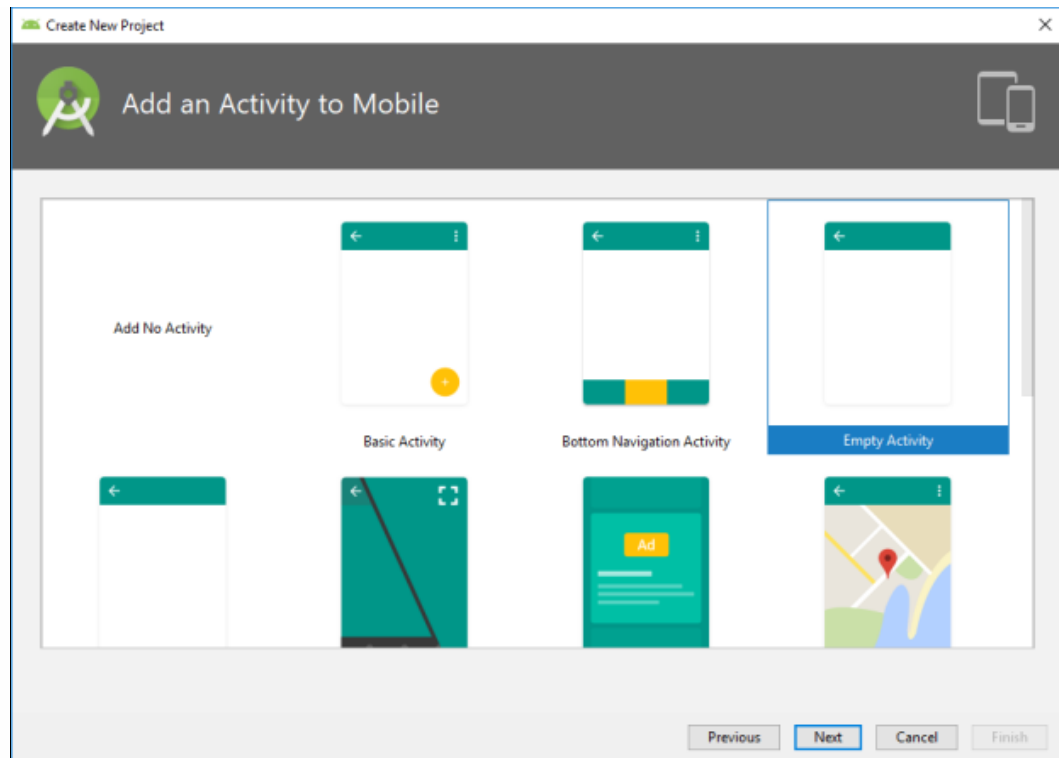 Create New Project
Add an Activity to Mobile
Add No Activity
Basic Activity
Bottom Navigation Activity
Empty Activity
Ad
Previous
Next
Cancel
Finish